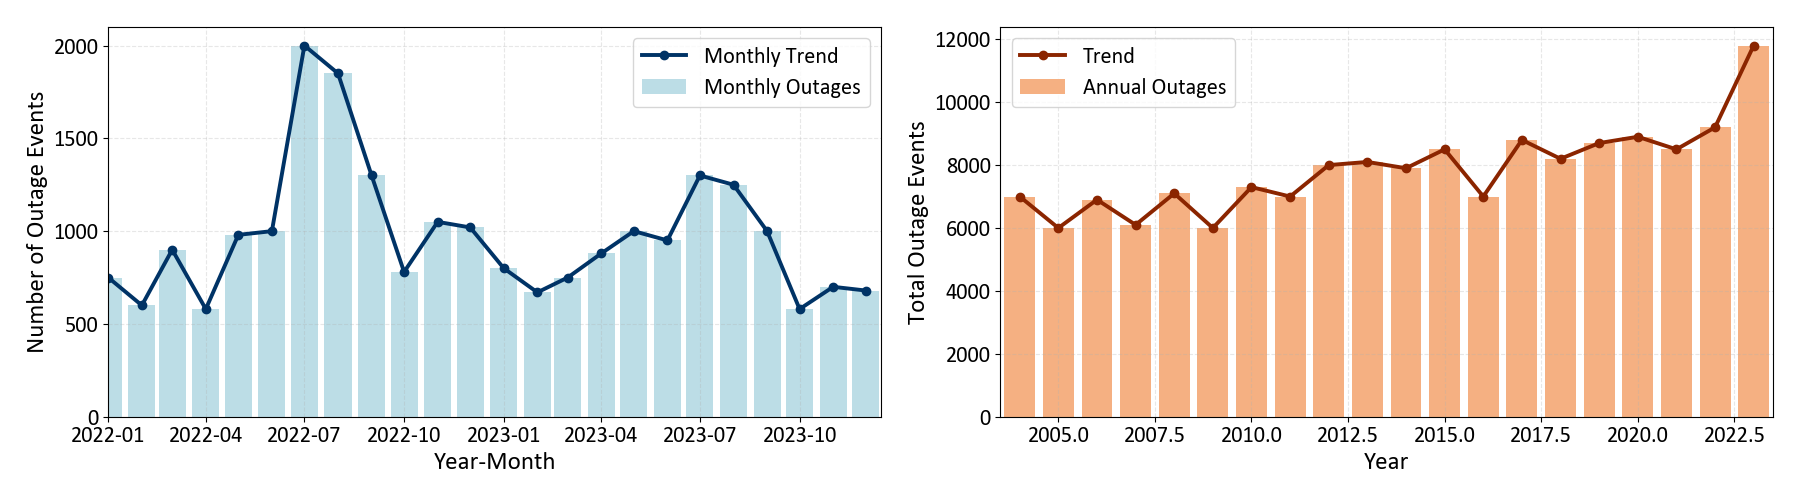 Number of Outage Events
2000
1500
1000
500
0
Monthly Trend
Monthly Outages
2022-01 2022-04 2022-07 2022-10 2023-01 2023-04 2023-07 2023-10
Year-Month
Total Outage Events
12000
10000
8000
6000
4000
2000
0
Trend
Annual Outages
2005.0 2007.5 2010.0 2012.5 2015.0 2017.5 2020.0 2022.5
Year